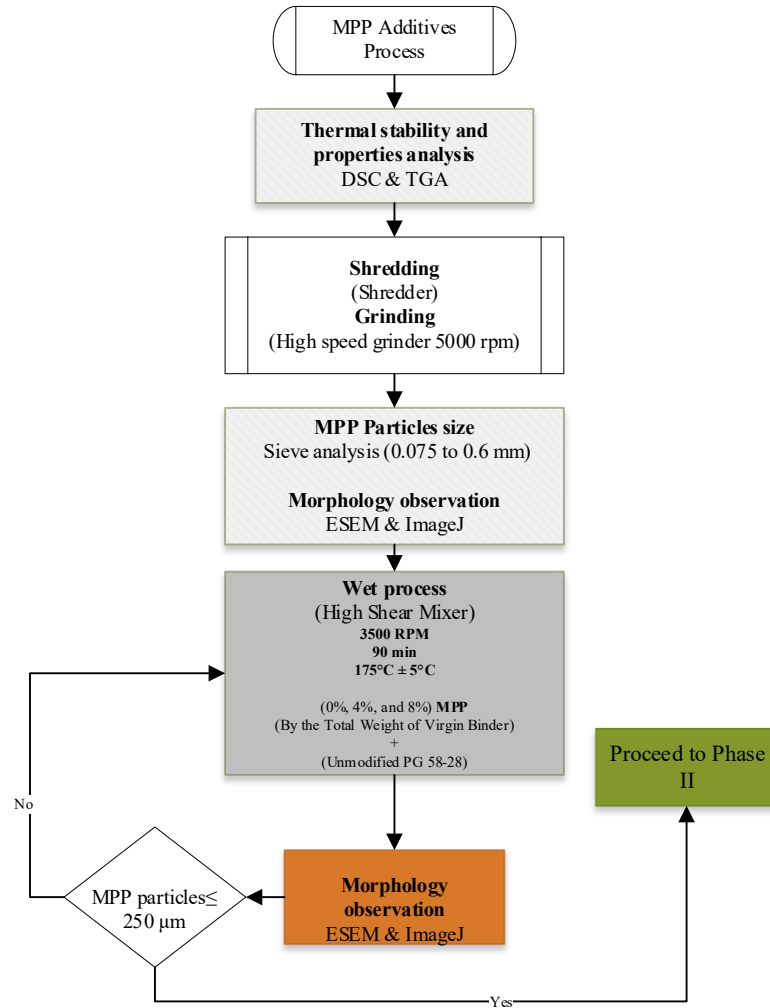 MPP Additives
Process
Thermal stability and
properties analysis
DSC & TGA
Shredding
(Shredder)
Grinding
(High speed grinder 5000 rpm)
MPP Particles size
Sieve analysis (0.075 to 0.6 mm)
Morphology observation
ESEM & ImageJ
Wet process
(High Shear Mixer)
3500 RPM
90 min
175°C ± 5°C
(0%, 4%, and 8%) MPP
(By the Total Weight of Virgin Binder)
+
(Unmodified PG 58-28)
Proceed to Phase
II
No
MPP particles≤
250 µm
Morphology
observation
ESEM & ImageJ
Yes